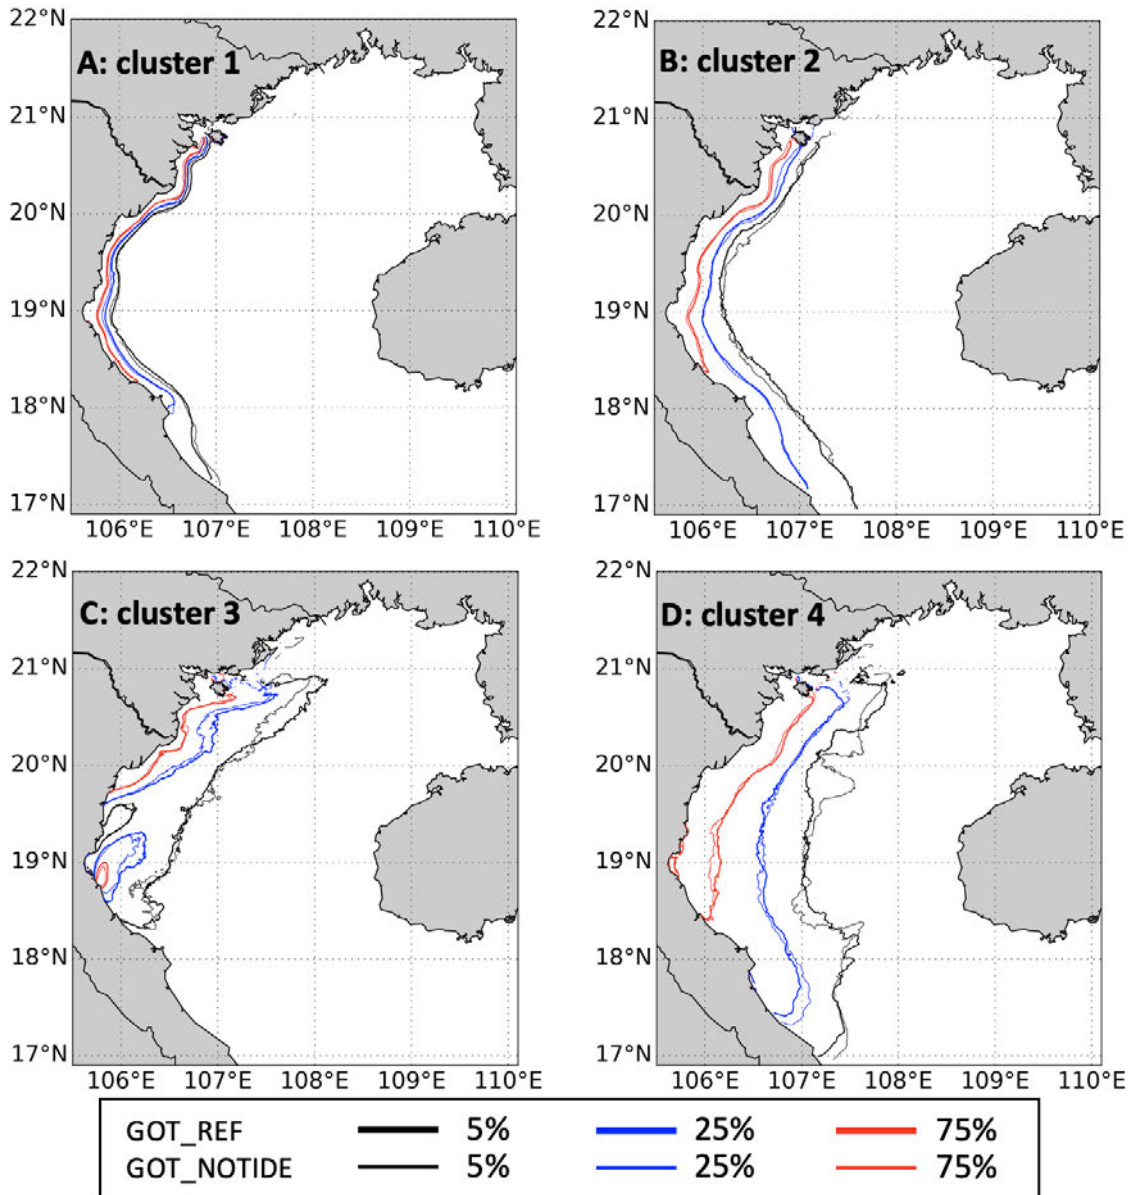 22°N
A: cluster 1
21°N
20°N
19°N
18°N
17°N
106°E 107°E 108°E 109°E 110°E
22°N
B: cluster 2
21°N
20°N
19°N
18°N
17°N
106°E 107°E 108°E 109°E 110°E
22°N
C: cluster 3
21°N
20°N
19°N
18°N
17°N
106°E 107°E 108°E 109°E 110°E
22°N
D: cluster 4
21°N
20°N
19°N
18°N
17°N
106°E 107°E 108°E 109°E 110°E
GOT_REF 5% 25% 75%
GOT_NOTIDE 5% 25% 75%